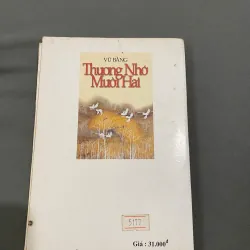 VŨ BẰNG
Thương Nhớ
Mười Hai
Giá : 31.000đ